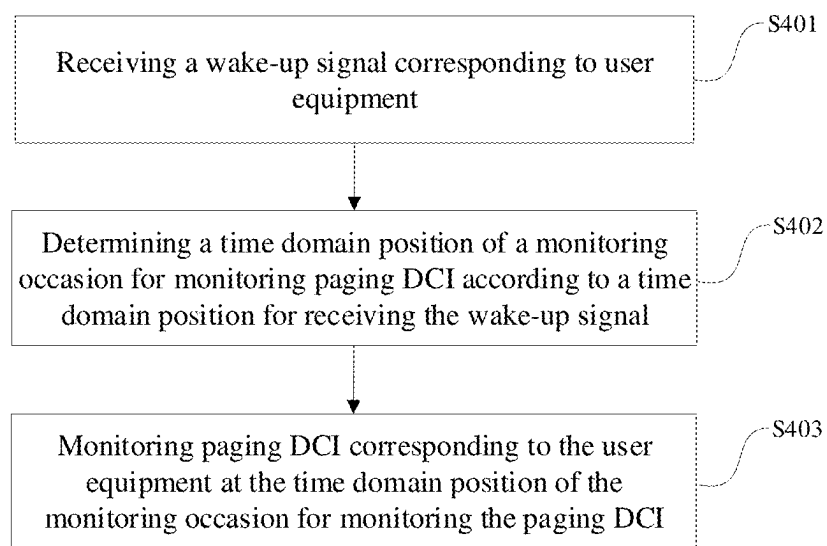 S401
Receiving a wake-up signal corresponding to user
equipment
S402
Determining a time domain position of a monitoring
occasion for monitoring paging DCI according to a time
domain position for receiving the wake-up signal
S403
Monitoring paging DCI corresponding to the user
equipment at the time domain position of the
monitoring occasion for monitoring the paging DCI